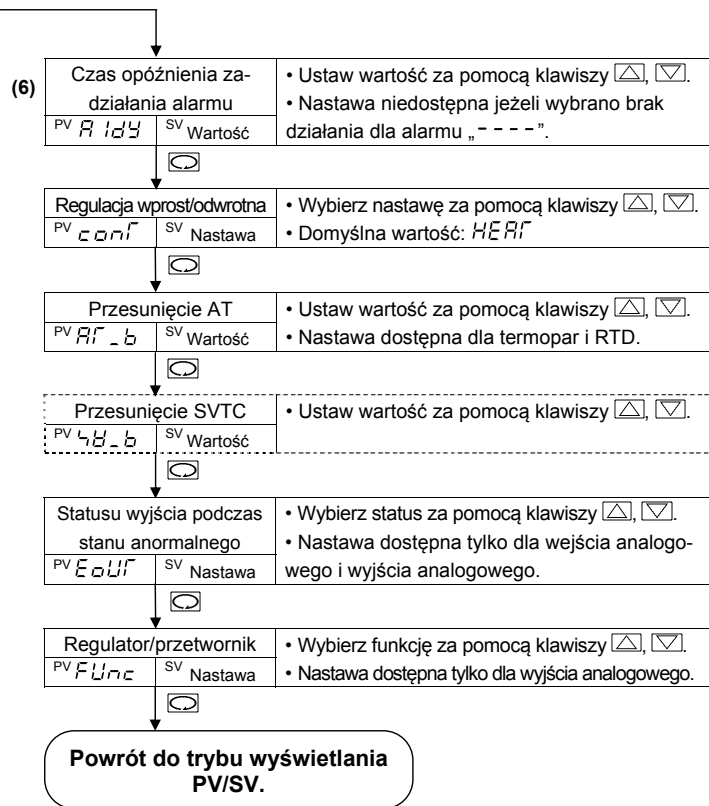 (6)
Czas opóźnienia za-
działania alarmu
PV A1dY SV Wartość
• Ustaw wartość za pomocą klawiszy △, ▽.
• Nastawa niedostępna jeżeli wybrano brak
działania dla alarmu „- - - -”.
Regulacja wprost/odwrotna
PV conT SV Nastawa
• Wybierz nastawę za pomocą klawiszy △, ▽.
• Domyślna wartość: HEAT
Przesunięcie AT
PV AT_b SV Wartość
• Ustaw wartość za pomocą klawiszy △, ▽.
• Nastawa dostępna dla termopar i RTD.
Przesunięcie SVTC
PV SV_b SV Wartość
• Ustaw wartość za pomocą klawiszy △, ▽.
Statusu wyjścia podczas
stanu anormalnego
PV EoUT SV Nastawa
• Wybierz status za pomocą klawiszy △, ▽.
• Nastawa dostępna tylko dla wejścia analogo-
wego i wyjścia analogowego.
Regulator/przetwornik
PV FUnc SV Nastawa
• Wybierz funkcję za pomocą klawiszy △, ▽.
• Nastawa dostępna tylko dla wyjścia analogowego.
Powrót do trybu wyświetlania
PV/SV.